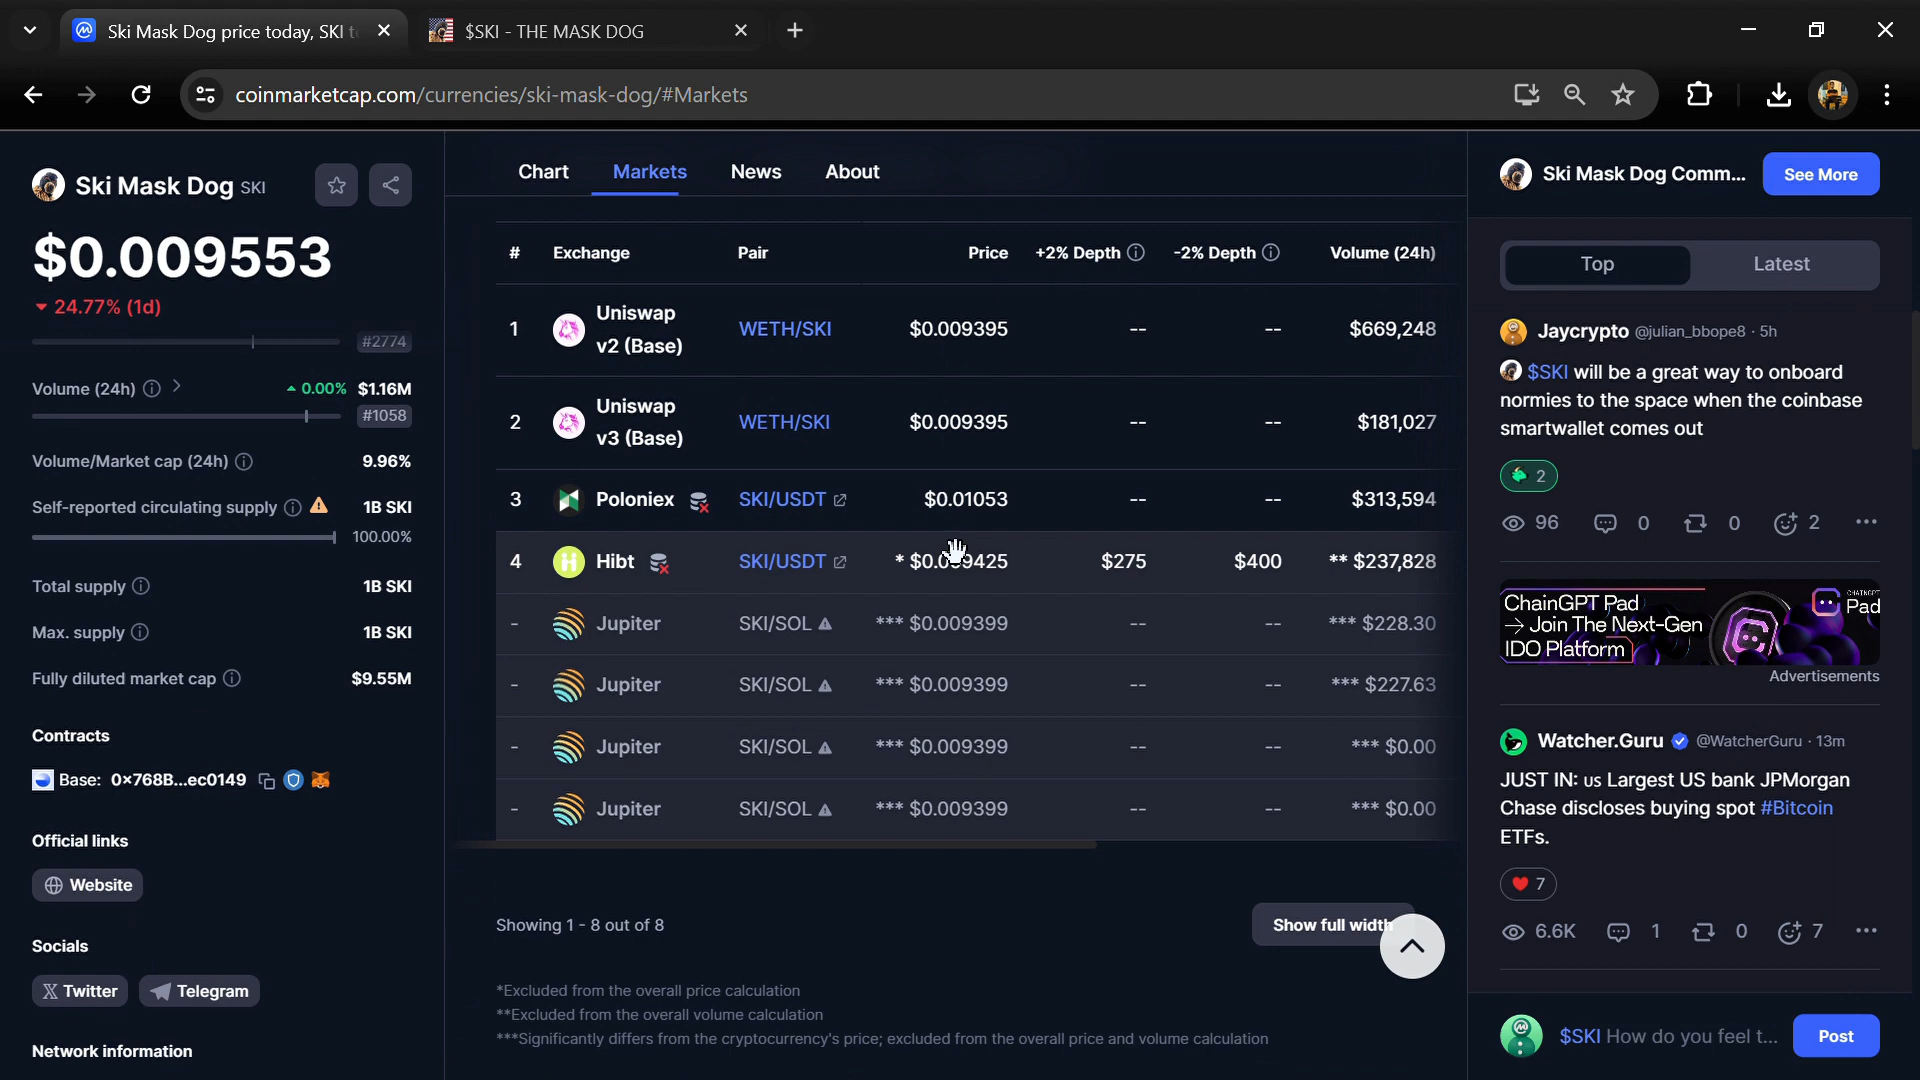 Ski Mask Dog price today, SKI to
$SKI - THE MASK DOG
coinmarketcap.com/currencies/ski-mask-dog/#Markets
Ski Mask Dog SKI
$0.009553
24.77% (1d)
#2774
Volume (24h) 0.00% $1.16M
#1058
Volume/Market cap (24h) 9.96%
Self-reported circulating supply 1B SKI
100.00%
Total supply 1B SKI
Max. supply 1B SKI
Fully diluted market cap $9.55M
Contracts
Base: 0x768B...ec0149
Official links
Website
Socials
Twitter Telegram
Network information
Chart Markets News About
# Exchange Pair Price +2% Depth -2% Depth Volume (24h)
1 Uniswap v2 (Base) WETH/SKI $0.009395 -- -- $669,248
2 Uniswap v3 (Base) WETH/SKI $0.009395 -- -- $181,027
3 Poloniex SKI/USDT $0.01053 -- -- $313,594
4 Hibt SKI/USDT * $0.009425 $275 $400 ** $237,828
- Jupiter SKI/SOL *** $0.009399 -- -- *** $228.30
- Jupiter SKI/SOL *** $0.009399 -- -- *** $227.63
- Jupiter SKI/SOL *** $0.009399 -- -- *** $0.00
- Jupiter SKI/SOL *** $0.009399 -- -- *** $0.00
Showing 1 - 8 out of 8
Show full width
*Excluded from the overall price calculation
**Excluded from the overall volume calculation
***Significantly differs from the cryptocurrency's price; excluded from the overall price and volume calculation
Ski Mask Dog Comm... See More
Top Latest
Jaycrypto @julian_bbope8 · 5h
$SKI will be a great way to onboard
normies to the space when the coinbase
smartwallet comes out
2
96 0 0 2
ChainGPT Pad
→ Join The Next-Gen
IDO Platform
CHAINGPT
Pad
Advertisements
Watcher.Guru @WatcherGuru · 13m
JUST IN: us Largest US bank JPMorgan
Chase discloses buying spot #Bitcoin
ETFs.
7
6.6K 1 0 7
$SKI How do you feel t... Post